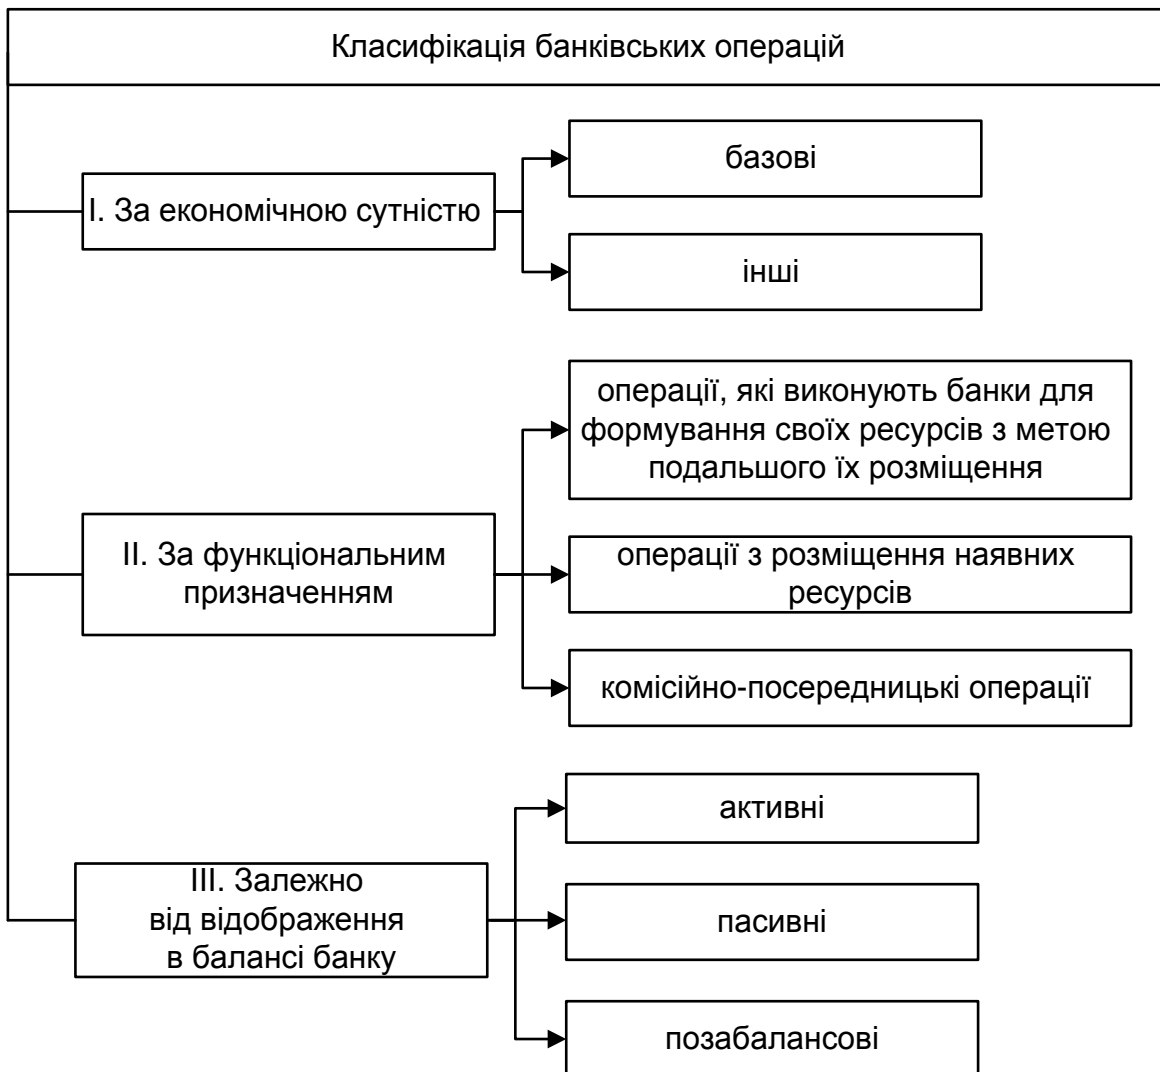 Класифікація банківських операцій
І. За економічною сутністю
базові
інші
ІІ. За функціональним
призначенням
операції, які виконують банки для
формування своїх ресурсів з метою
подальшого їх розміщення
операції з розміщення наявних
ресурсів
комісійно-посередницькі операції
ІІІ. Залежно
від відображення
в балансі банку
активні
пасивні
позабалансові